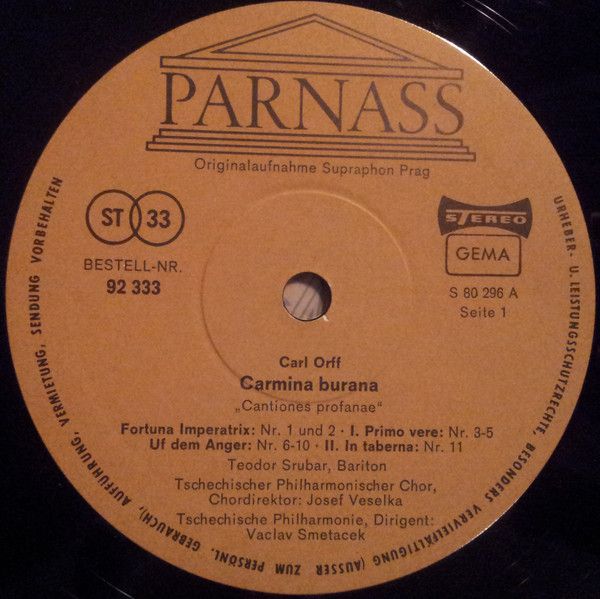 PARNASS
Originalaufnahme Supraphon Prag
ST 33
BESTELL-NR.
92 333
STEREO
GEMA
S 80 296 A
Seite 1
Carl Orff
Carmina burana
„Cantiones profanae“
Fortuna Imperatrix: Nr. 1 und 2 · I. Primo vere: Nr. 3-5
Uf dem Anger: Nr. 6-10 · II. In taberna: Nr. 11
Teodor Srubar, Bariton
Tschechischer Philharmonischer Chor,
Chordirektor: Josef Veselka
Tschechische Philharmonie, Dirigent:
Vaclav Smetacek
URHEBER- U. LEISTUNGSSCHUTZRECHTE, BESONDERS VERVIELFÄLTIGUNG (AUSSER ZUM PERSÖNL. GEBRAUCH), AUFFÜHRUNG, VERMIETUNG, SENDUNG VORBEHALTEN